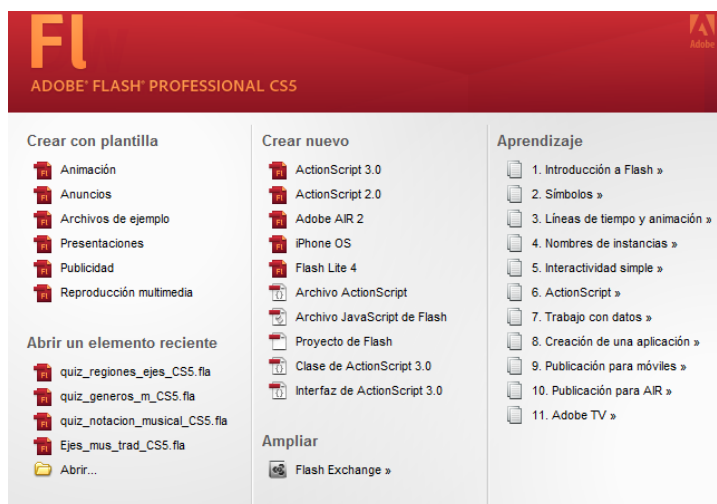 Fl
Adobe
ADOBE® FLASH® PROFESSIONAL CS5
Crear con plantilla
Animación
Anuncios
Archivos de ejemplo
Presentaciones
Publicidad
Reproducción multimedia
Abrir un elemento reciente
quiz_regiones_ejes_CS5.fla
quiz_generos_m_CS5.fla
quiz_notacion_musical_CS5.fla
Ejes_mus_trad_CS5.fla
Abrir...
Crear nuevo
ActionScript 3.0
ActionScript 2.0
Adobe AIR 2
iPhone OS
Flash Lite 4
Archivo ActionScript
Archivo JavaScript de Flash
Proyecto de Flash
Clase de ActionScript 3.0
Interfaz de ActionScript 3.0
Ampliar
Flash Exchange »
Aprendizaje
1. Introducción a Flash »
2. Símbolos »
3. Líneas de tiempo y animación »
4. Nombres de instancias »
5. Interactividad simple »
6. ActionScript »
7. Trabajo con datos »
8. Creación de una aplicación »
9. Publicación para móviles »
10. Publicación para AIR »
11. Adobe TV »